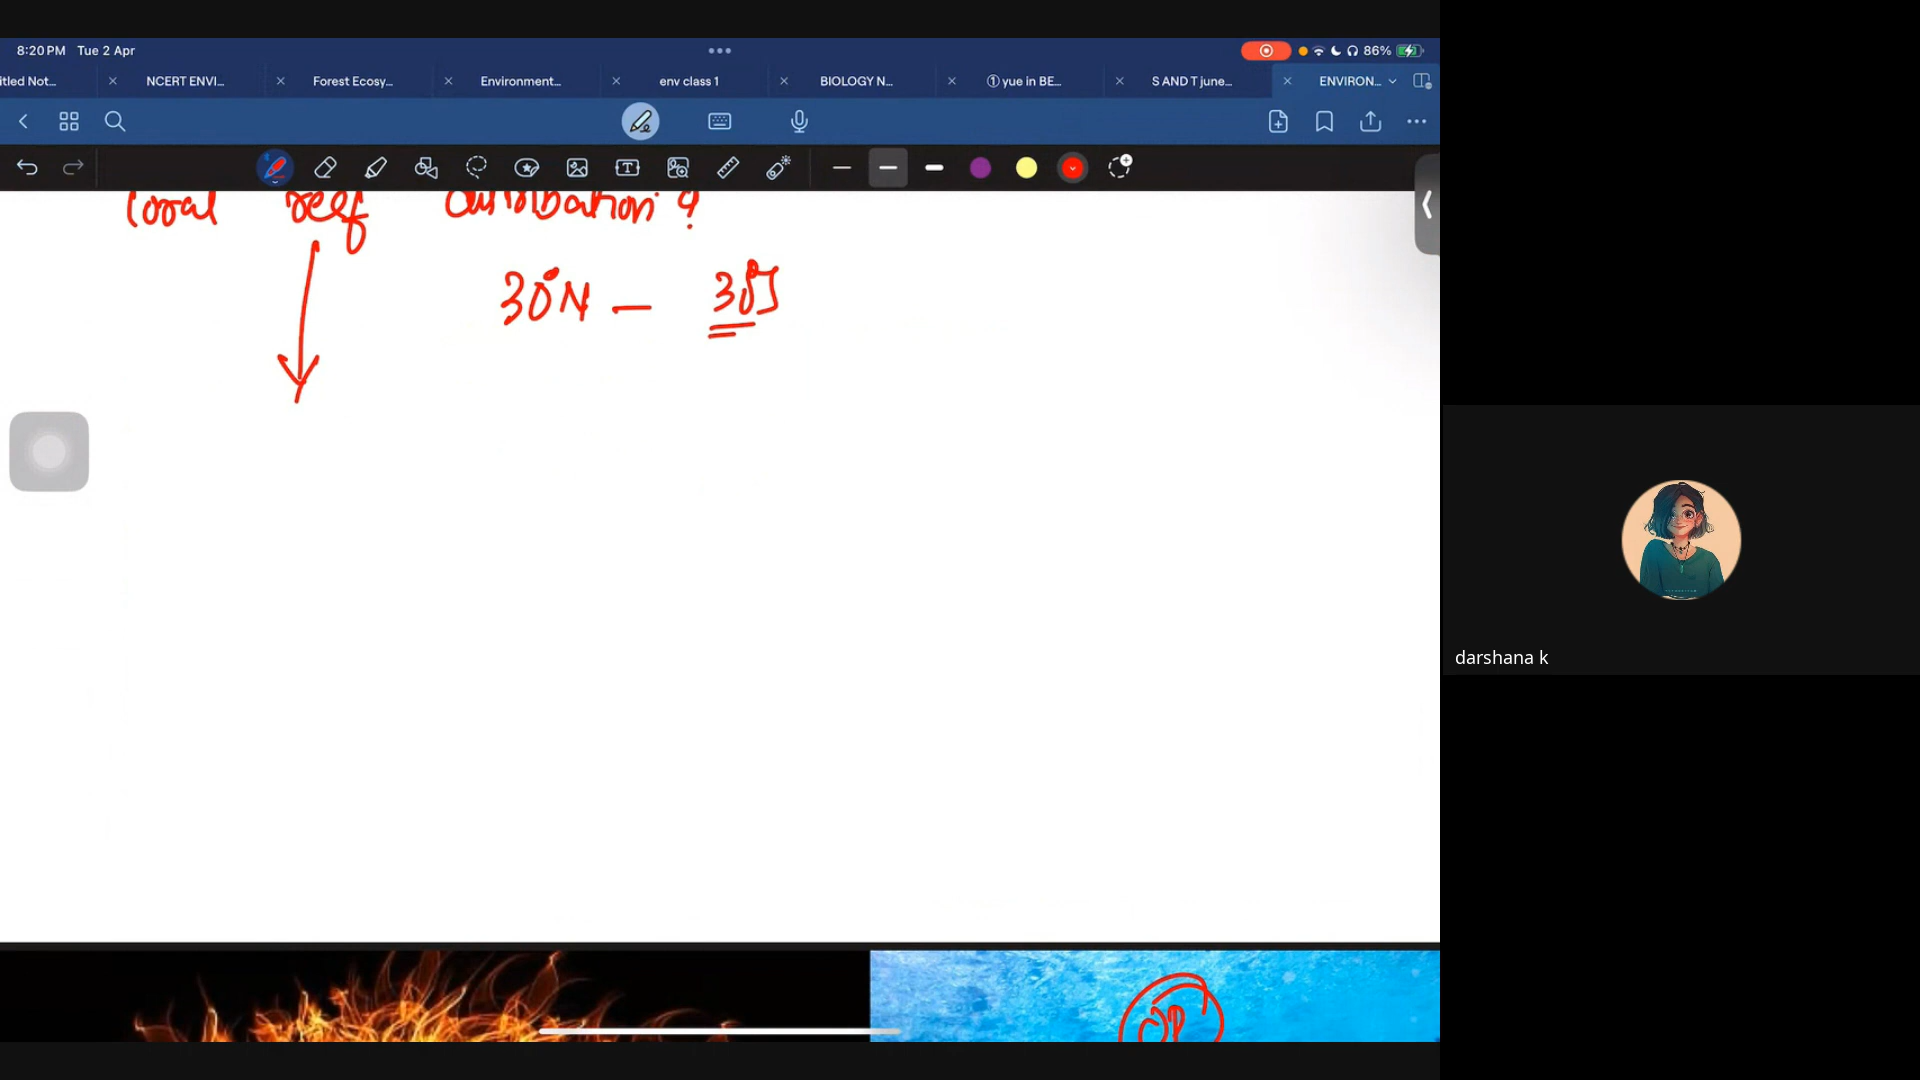 8:20 PM Tue 2 Apr
86%
itled Not...
NCERT ENVI...
Forest Ecosy...
Environment...
env class 1
BIOLOGY N...
① yue in BE...
S AND T june...
ENVIRON...
Coral reef distribution ?
30°N — 30°S
darshana k